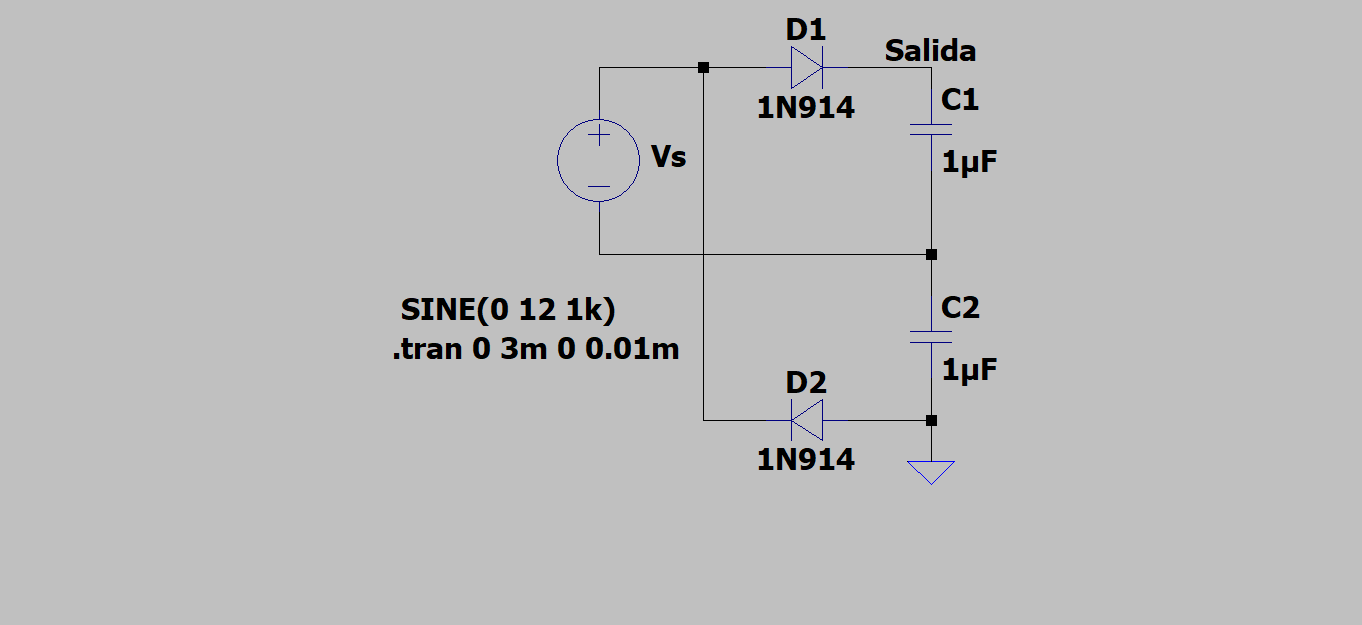 D1
Salida
1N914
C1
Vs
1µF
SINE(0 12 1k)
C2
.tran 0 3m 0 0.01m
1µF
D2
1N914